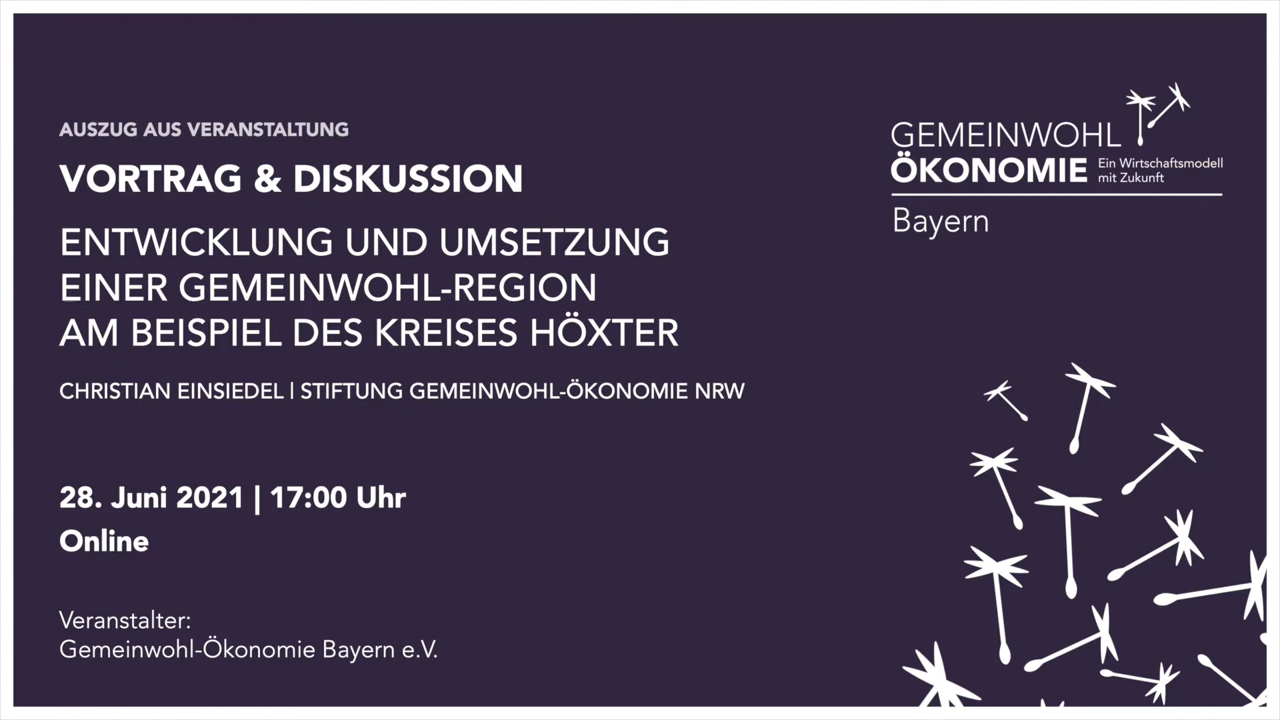 AUSZUG AUS VERANSTALTUNG
VORTRAG & DISKUSSION
ENTWICKLUNG UND UMSETZUNG
EINER GEMEINWOHL-REGION
AM BEISPIEL DES KREISES HÖXTER
CHRISTIAN EINSIEDEL | STIFTUNG GEMEINWOHL-ÖKONOMIE NRW
28. Juni 2021 | 17:00 Uhr
Online
Veranstalter:
Gemeinwohl-Ökonomie Bayern e.V.
GEMEINWOHL
ÖKONOMIE
Ein Wirtschaftsmodell
mit Zukunft
Bayern